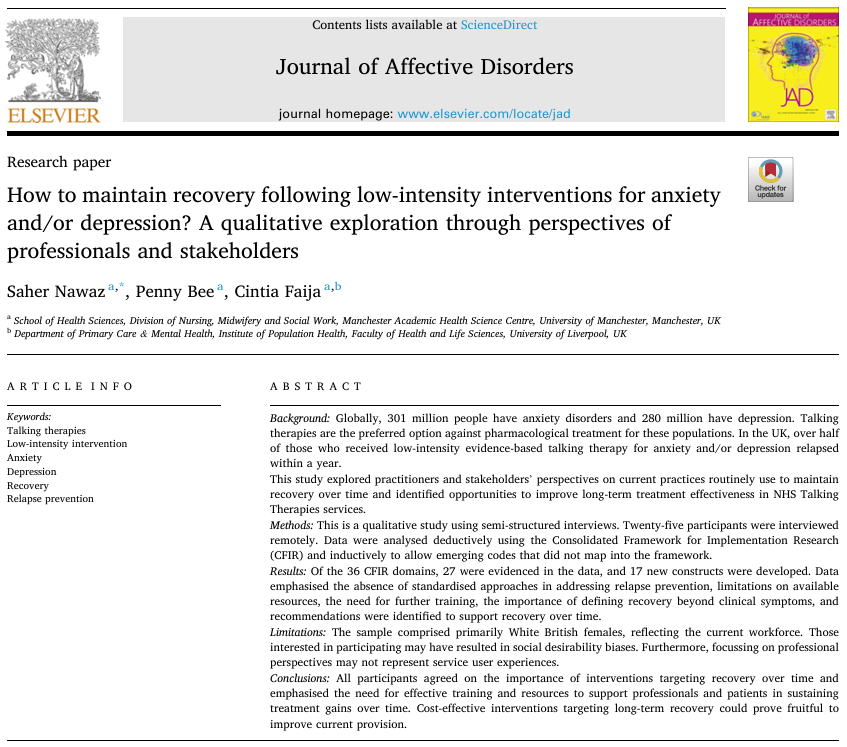 Contents lists available at ScienceDirect
Journal of Affective Disorders
journal homepage: www.elsevier.com/locate/jad
ELSEVIER
JOURNAL OF
AFFECTIVE DISORDERS
JAD
Research paper
Check for
updates
How to maintain recovery following low-intensity interventions for anxiety
and/or depression? A qualitative exploration through perspectives of
professionals and stakeholders
Saher Nawaz a,*, Penny Bee a, Cintia Faija a,b
a School of Health Sciences, Division of Nursing, Midwifery and Social Work, Manchester Academic Health Science Centre, University of Manchester, Manchester, UK
b Department of Primary Care & Mental Health, Institute of Population Health, Faculty of Health and Life Sciences, University of Liverpool, UK
ARTICLE INFO
Keywords:
Talking therapies
Low-intensity intervention
Anxiety
Depression
Recovery
Relapse prevention
ABSTRACT
Background: Globally, 301 million people have anxiety disorders and 280 million have depression. Talking
therapies are the preferred option against pharmacological treatment for these populations. In the UK, over half
of those who received low-intensity evidence-based talking therapy for anxiety and/or depression relapsed
within a year.
This study explored practitioners and stakeholders' perspectives on current practices routinely use to maintain
recovery over time and identified opportunities to improve long-term treatment effectiveness in NHS Talking
Therapies services.
Methods: This is a qualitative study using semi-structured interviews. Twenty-five participants were interviewed
remotely. Data were analysed deductively using the Consolidated Framework for Implementation Research
(CFIR) and inductively to allow emerging codes that did not map into the framework.
Results: Of the 36 CFIR domains, 27 were evidenced in the data, and 17 new constructs were developed. Data
emphasised the absence of standardised approaches in addressing relapse prevention, limitations on available
resources, the need for further training, the importance of defining recovery beyond clinical symptoms, and
recommendations were identified to support recovery over time.
Limitations: The sample comprised primarily White British females, reflecting the current workforce. Those
interested in participating may have resulted in social desirability biases. Furthermore, focussing on professional
perspectives may not represent service user experiences.
Conclusions: All participants agreed on the importance of interventions targeting recovery over time and
emphasised the need for effective training and resources to support professionals and patients in sustaining
treatment gains over time. Cost-effective interventions targeting long-term recovery could prove fruitful to
improve current provision.